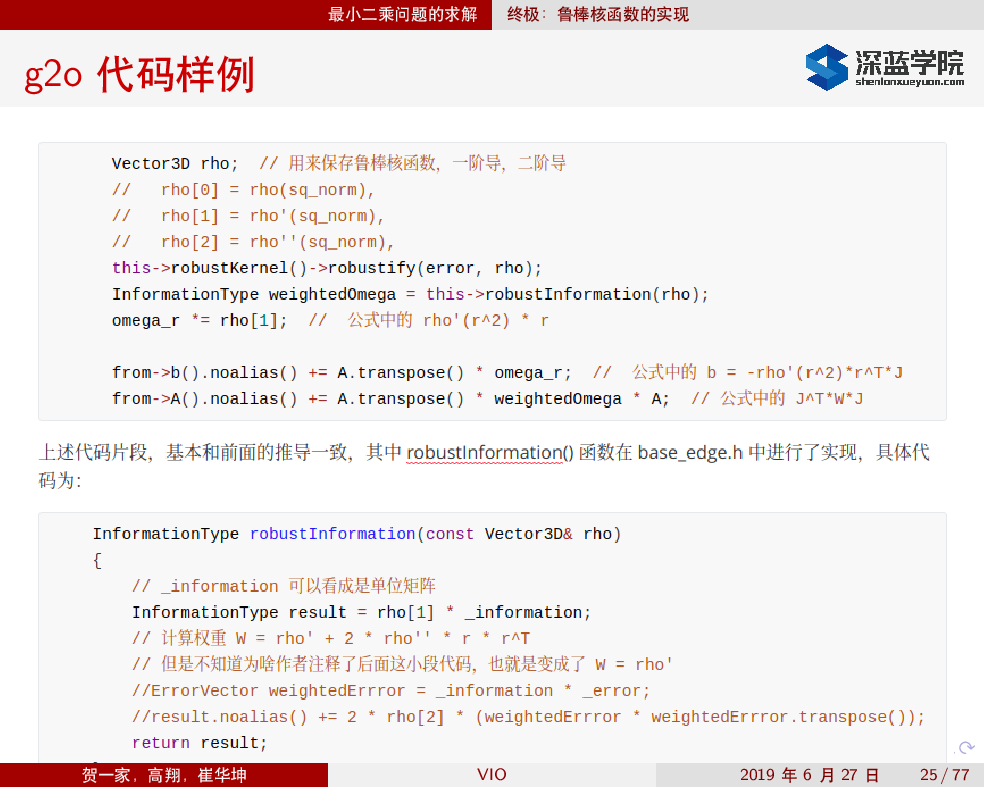 最小二乘问题的求解 终极：鲁棒核函数的实现
g2o 代码样例
深蓝学院
shenlanxueyuan.com
Vector3D rho; // 用来保存鲁棒核函数，一阶导，二阶导
// rho[0] = rho(sq_norm),
// rho[1] = rho'(sq_norm),
// rho[2] = rho''(sq_norm),
this->robustKernel()->robustify(error, rho);
InformationType weightedOmega = this->robustInformation(rho);
omega_r *= rho[1]; // 公式中的 rho'(r^2) * r
from->b().noalias() += A.transpose() * omega_r; // 公式中的 b = -rho'(r^2)*r^T*J
from->A().noalias() += A.transpose() * weightedOmega * A; // 公式中的 J^T*W*J
上述代码片段，基本和前面的推导一致，其中 robustInformation() 函数在 base_edge.h 中进行了实现，具体代
码为：
InformationType robustInformation(const Vector3D& rho)
{
// _information 可以看成是单位矩阵
InformationType result = rho[1] * _information;
// 计算权重 W = rho' + 2 * rho'' * r * r^T
// 但是不知道为啥作者注释了后面这小段代码，也就是变成了 W = rho'
//ErrorVector weightedErrror = _information * _error;
//result.noalias() += 2 * rho[2] * (weightedErrror * weightedErrror.transpose());
return result;
贺一家，高翔，崔华坤 VIO 2019 年 6 月 27 日 25 / 77